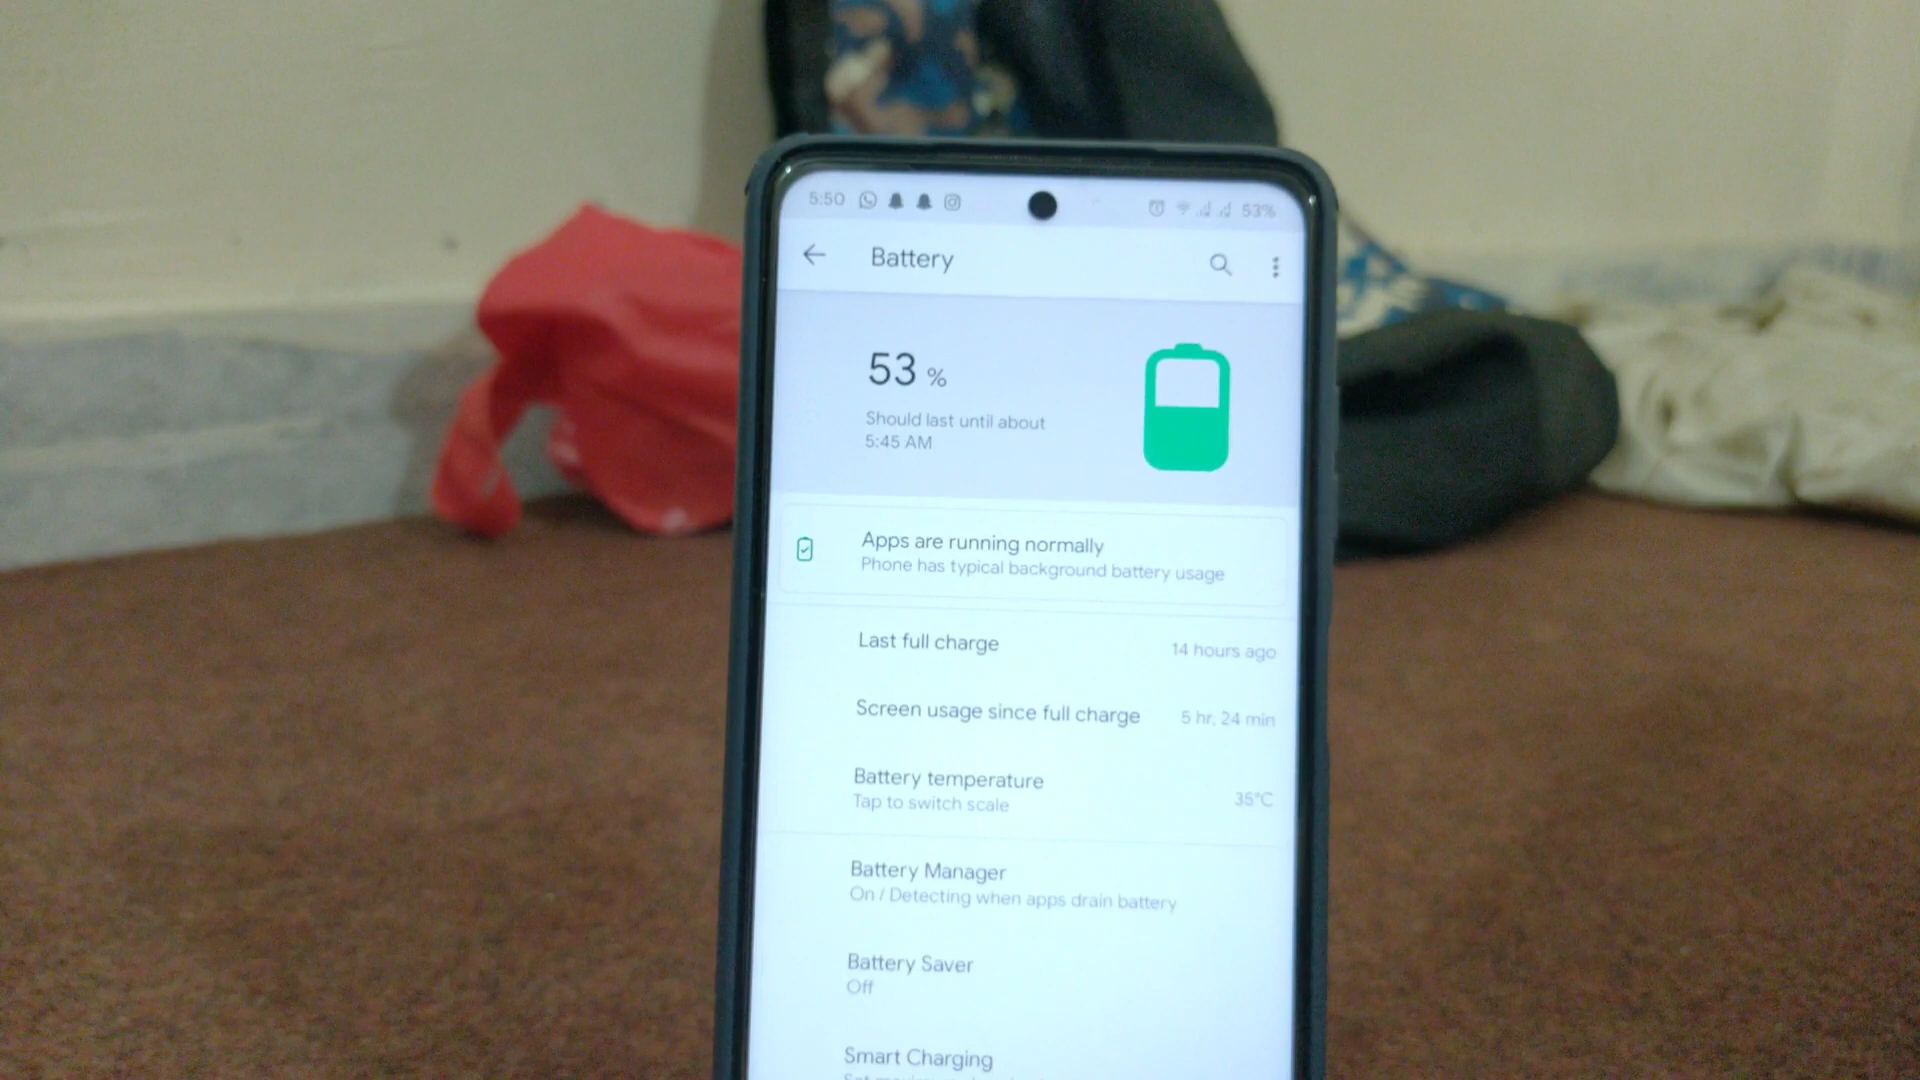 5:50 53%
Battery
53 %
Should last until about
5:45 AM
Apps are running normally
Phone has typical background battery usage
Last full charge 14 hours ago
Screen usage since full charge 5 hr, 24 min
Battery temperature
Tap to switch scale 35°C
Battery Manager
On / Detecting when apps drain battery
Battery Saver
Off
Smart Charging